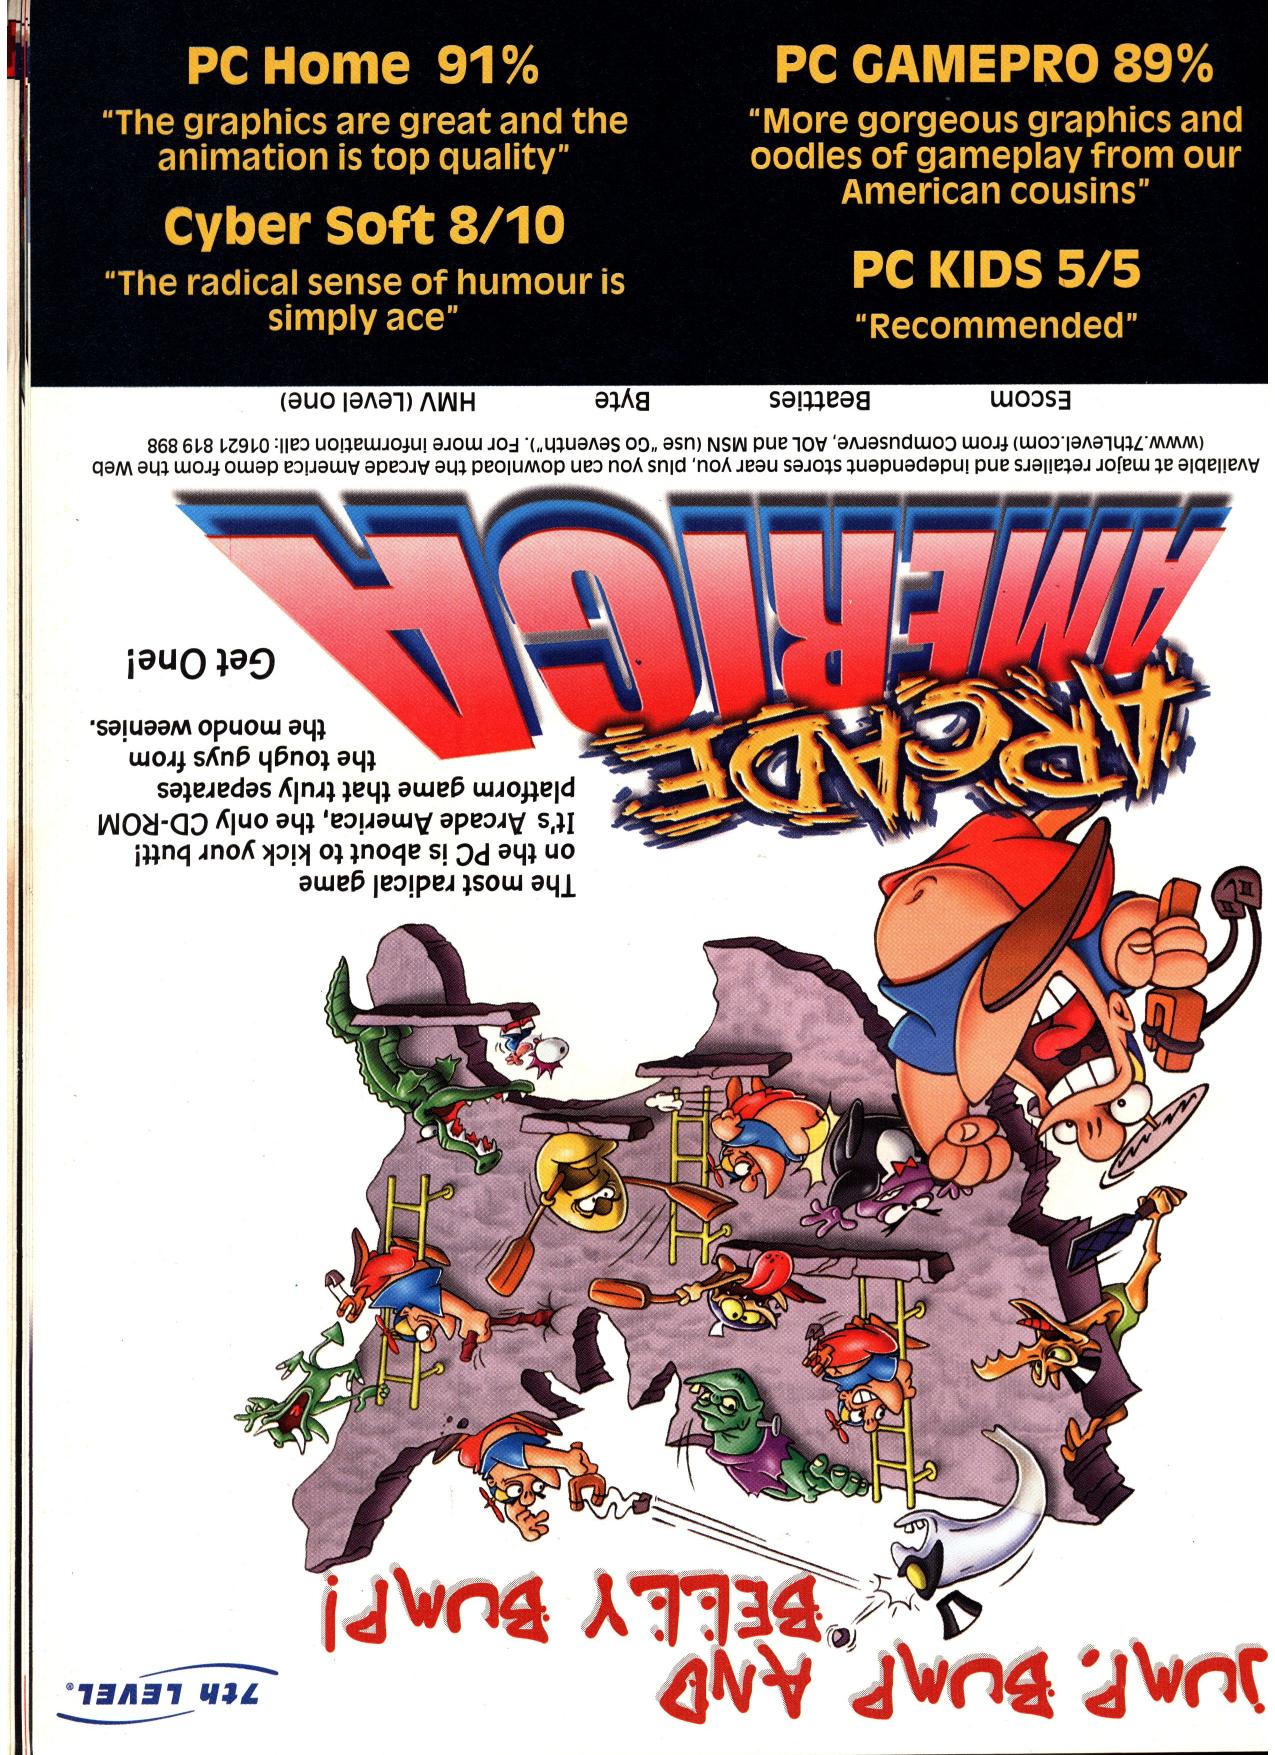 PC Home 91%
"The graphics are great and the
animation is top quality"
Cyber Soft 8/10
"The radical sense of humour is
simply ace"
PC GAMEPRO 89%
"More gorgeous graphics and
oodles of gameplay from our
American cousins"
PC KIDS 5/5
"Recommended"
7th LEVEL®
JUMP, BUMP AND
BELLY BUMP!
The most radical game
on the PC is about to kick your butt!
It's Arcade America, the only CD-ROM
platform game that truly separates
the tough guys from
the mondo weenies.
Get One!
ARCADE
AMERICA
Available at major retailers and independent stores near you, plus you can download the Arcade America demo from the Web
(www.7thLevel.com) from Compuserve, AOL and MSN (use "Go Seventh"). For more information call: 01621 819 898
Escom Beatties Byte HMV (Level one)